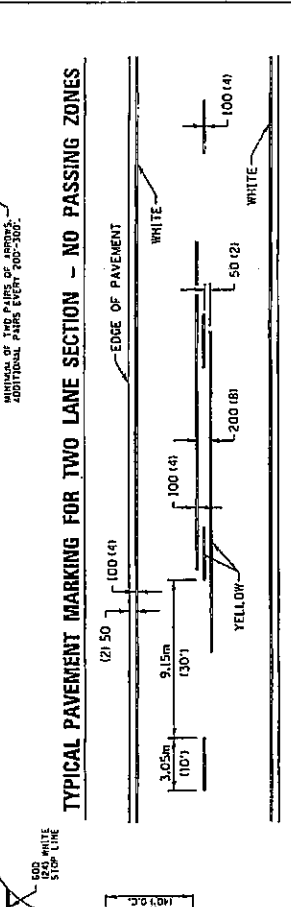 MINIMUM OF TWO PAIRS OF ARROWS.
ADDITIONAL PAIRS EVERY 200'-300'.
600
(24) WHITE
STOP LINE
TYPICAL PAVEMENT MARKING FOR TWO LANE SECTION - NO PASSING ZONES
(2) 50
100 (4)
EDGE OF PAVEMENT
WHITE
3.05m
(10')
9.15m
(30')
100 (4)
YELLOW
200 (8)
50 (2)
100 (4)
WHITE
(40') O.C.